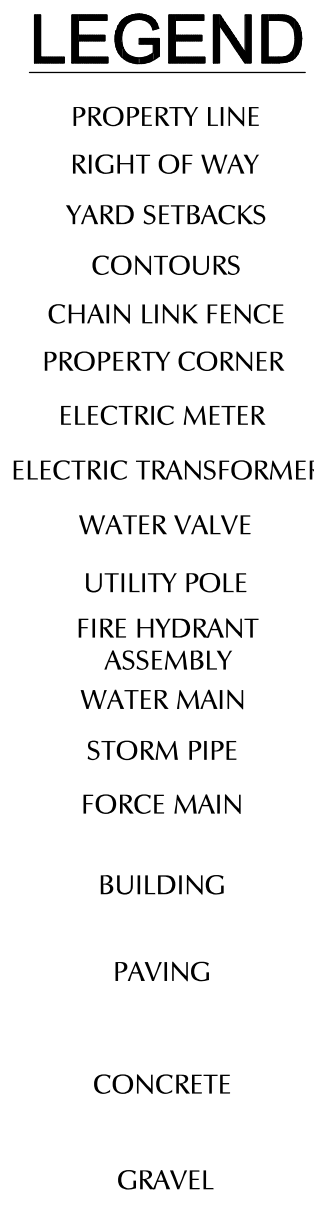 LEGEND
PROPERTY LINE
RIGHT OF WAY
YARD SETBACKS
CONTOURS
CHAIN LINK FENCE
PROPERTY CORNER
ELECTRIC METER
ELECTRIC TRANSFORMER
WATER VALVE
UTILITY POLE
FIRE HYDRANT
ASSEMBLY
WATER MAIN
STORM PIPE
FORCE MAIN
BUILDING
PAVING
CONCRETE
GRAVEL